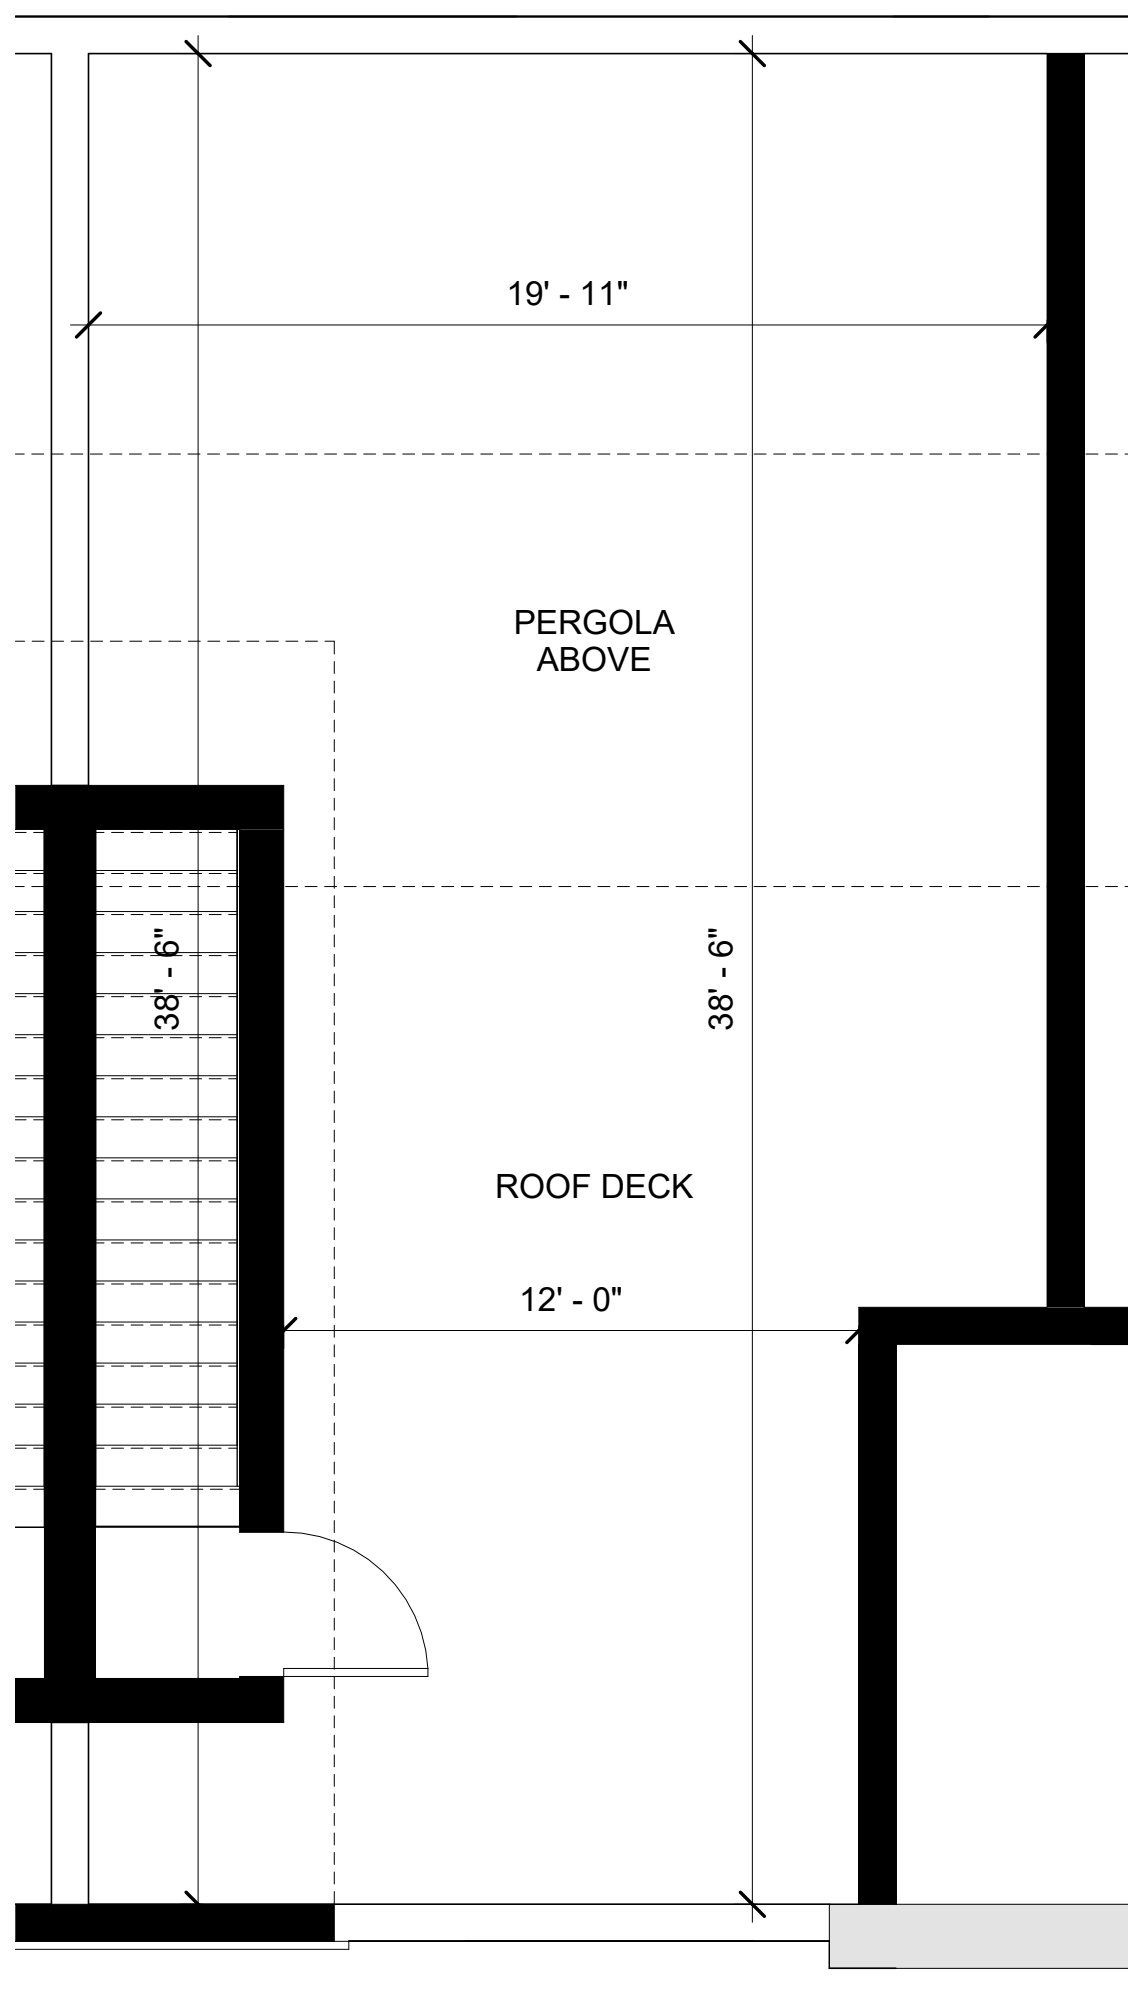 19' - 11"
PERGOLA
ABOVE
38' - 6"
38' - 6"
ROOF DECK
12' - 0"